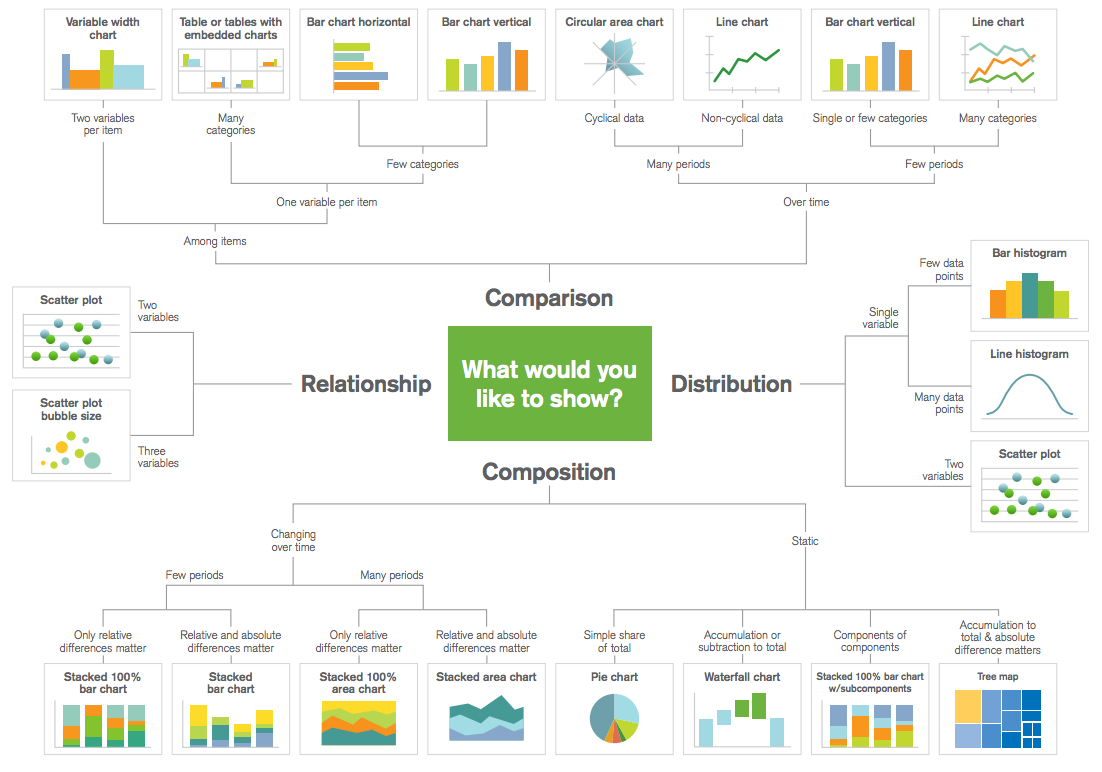 Variable width
chart
Table or tables with
embedded charts
Bar chart horizontal
Bar chart vertical
Circular area chart
Line chart
Bar chart vertical
Line chart
Two variables
per item
Many
categories
Few categories
Cyclical data
Non-cyclical data
Single or few categories
Many categories
Many periods
Few periods
One variable per item
Over time
Among items
Comparison
What would you
like to show?
Relationship
Two
variables
Scatter plot
Three
variables
Scatter plot
bubble size
Distribution
Single
variable
Few data
points
Bar histogram
Many data
points
Line histogram
Two
variables
Scatter plot
Composition
Changing
over time
Static
Few periods
Many periods
Only relative
differences matter
Relative and absolute
differences matter
Only relative
differences matter
Relative and absolute
differences matter
Simple share
of total
Accumulation or
subtraction to total
Components of
components
Accumulation to
total & absolute
difference matters
Stacked 100%
bar chart
Stacked
bar chart
Stacked 100%
area chart
Stacked area chart
Pie chart
Waterfall chart
Stacked 100% bar chart
w/subcomponents
Tree map